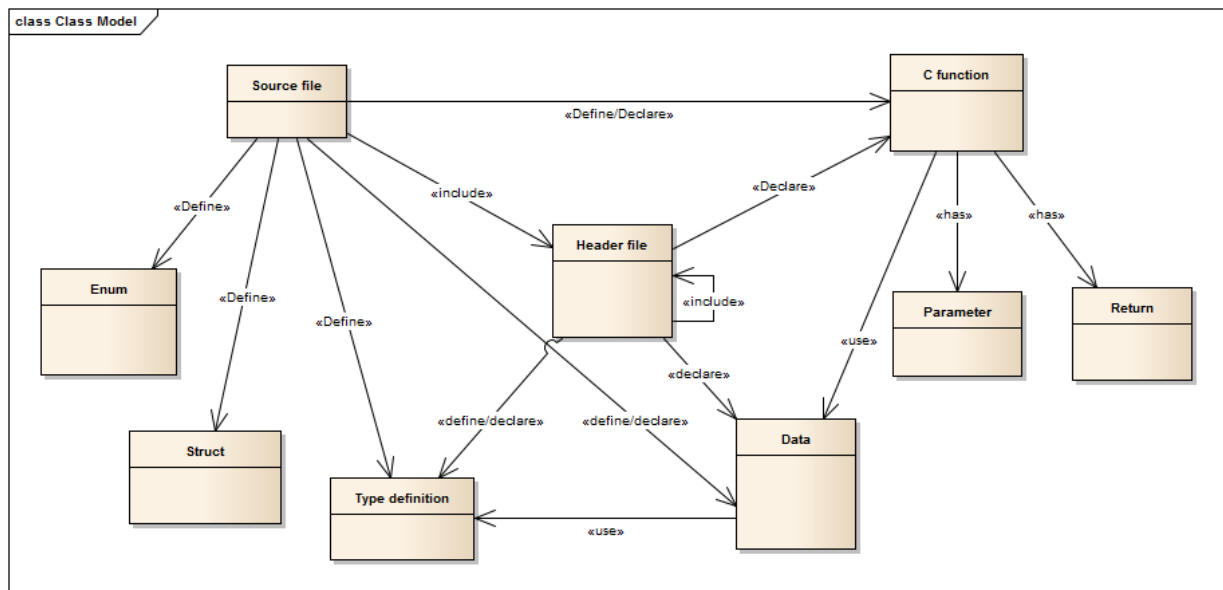 class Class Model
Source file
C function
«Define/Declare»
«include»
«Declare»
«Define»
«has»
«has»
Header file
Enum
«Define»
«include»
Parameter
Return
«Define»
«use»
«declare»
«define/declare»
«define/declare»
Data
Struct
Type definition
«use»